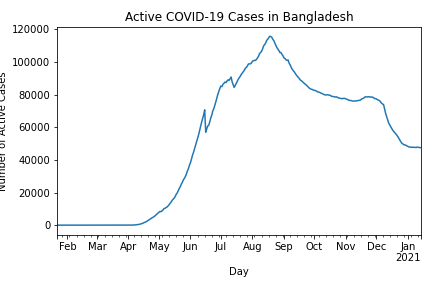 Active COVID-19 Cases in Bangladesh
Number of Active Cases
120000
100000
80000
60000
40000
20000
0
Feb Mar Apr May Jun Jul Aug Sep Oct Nov Dec Jan
2021
Day